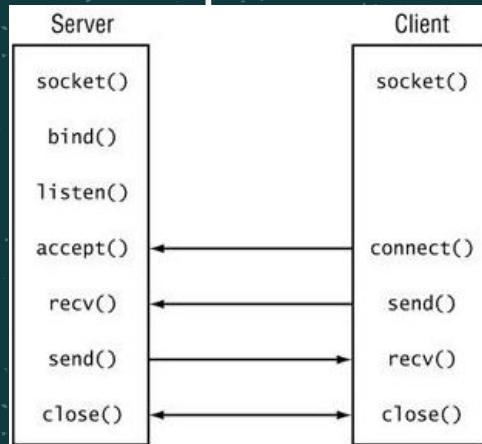 Server Client
socket() socket()
bind()
listen()
accept() connect()
recv() send()
send() recv()
close() close()